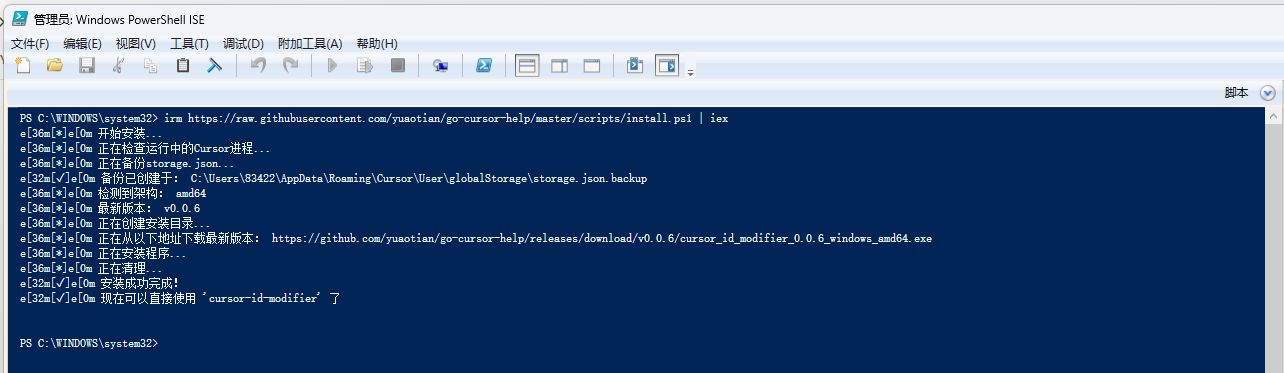 管理员: Windows PowerShell ISE
文件(F) 编辑(E) 视图(V) 工具(T) 调试(D) 附加工具(A) 帮助(H)
脚本
PS C:\WINDOWS\system32> irm https://raw.githubusercontent.com/yuaotian/go-cursor-help/master/scripts/install.ps1 | iex
e[36m[*]e[0m 开始安装...
e[36m[*]e[0m 正在检查运行中的Cursor进程...
e[36m[*]e[0m 正在备份storage.json...
e[32m[✓]e[0m 备份已创建于: C:\Users\83422\AppData\Roaming\Cursor\User\globalStorage\storage.json.backup
e[36m[*]e[0m 检测到架构: amd64
e[36m[*]e[0m 最新版本: v0.0.6
e[36m[*]e[0m 正在创建安装目录...
e[36m[*]e[0m 正在从以下地址下载最新版本: https://github.com/yuaotian/go-cursor-help/releases/download/v0.0.6/cursor_id_modifier_0.0.6_windows_amd64.exe
e[36m[*]e[0m 正在安装程序...
e[36m[*]e[0m 正在清理...
e[32m[✓]e[0m 安装成功完成!
e[32m[✓]e[0m 现在可以直接使用 'cursor-id-modifier' 了
PS C:\WINDOWS\system32>